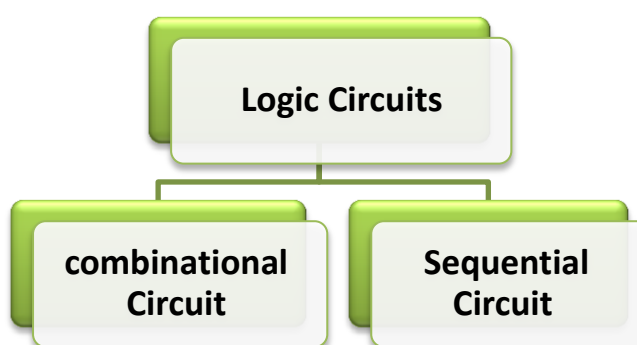 Logic Circuits
combinational
Circuit
Sequential
Circuit